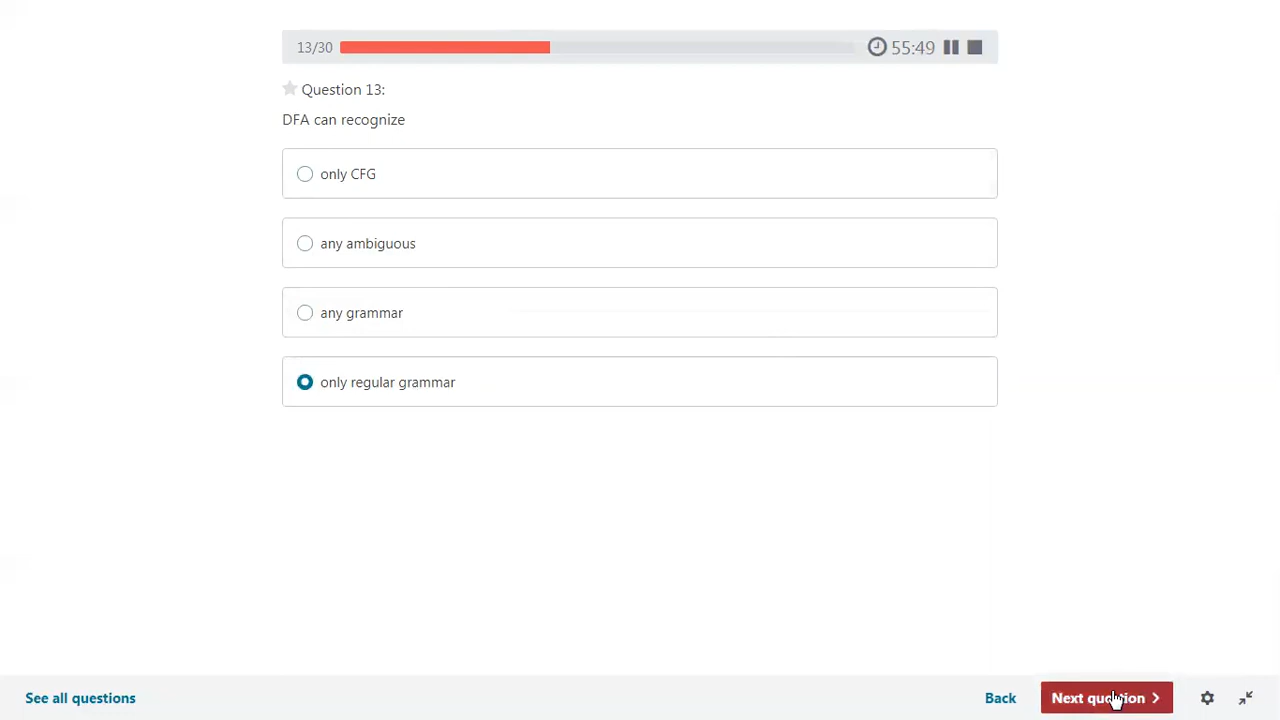 13/30
55:49
Question 13:
DFA can recognize
only CFG
any ambiguous
any grammar
only regular grammar
See all questions
Back
Next question